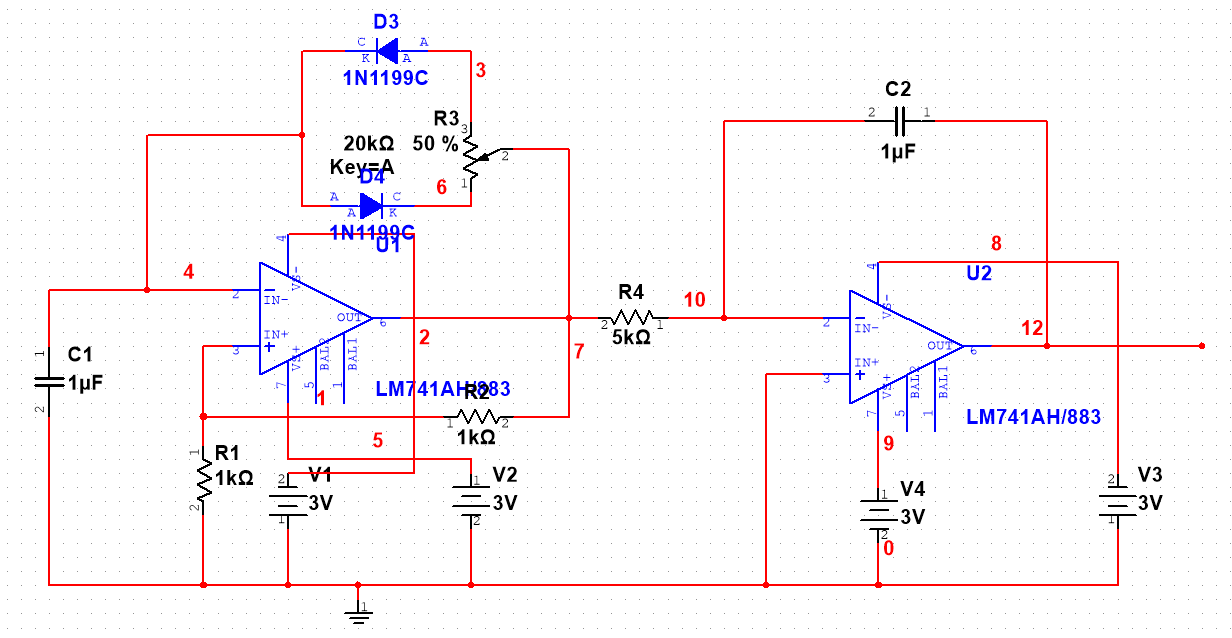 D3
C A
K A
1N1199C
3
R3
3
20kΩ 50 %
2
Key=A
1
D4
6
A C
A K
1N1199C
U1
4
VS-
4
2
IN-
OUT
6
IN+
3
VS+
BAL2
BAL1
7
5
1
1
2
7
LM741AH/883
C1
1µF
1
2
R2
1 2
1kΩ
5
R1
1kΩ
1
2
V1
3V
2
1
V2
3V
1
2
1
R4
2 1
5kΩ
10
C2
2 1
1µF
8
U2
4
VS-
2
IN-
OUT
6
IN+
3
VS+
BAL2
BAL1
7
5
1
12
LM741AH/883
9
V4
3V
1
2
0
V3
3V
2
1